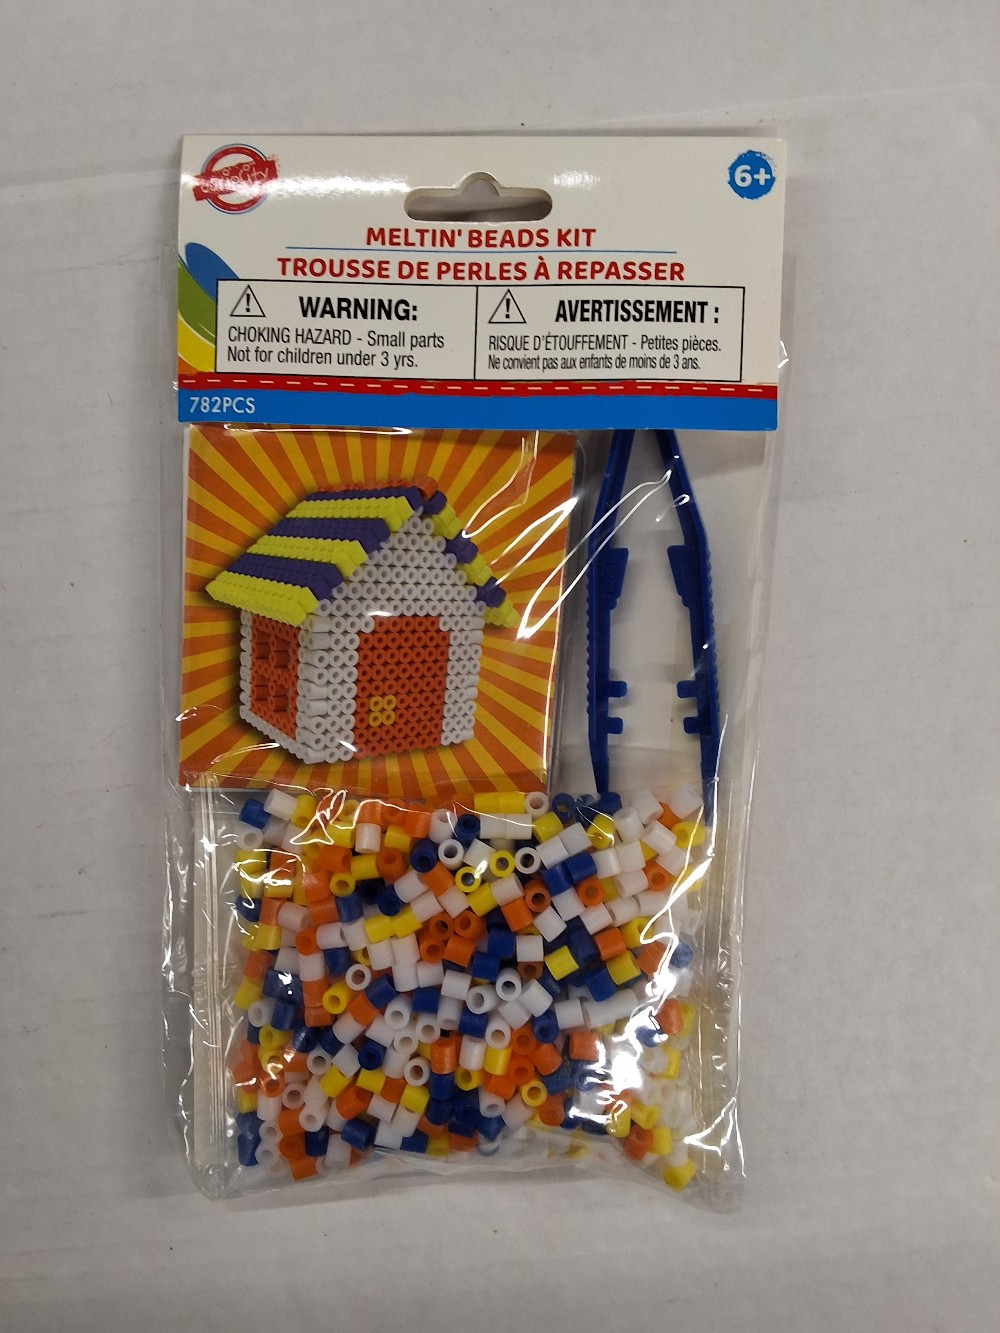 curiosity
6+
MELTIN' BEADS KIT
TROUSSE DE PERLES À REPASSER
WARNING:
CHOKING HAZARD - Small parts
Not for children under 3 yrs.
AVERTISSEMENT :
RISQUE D'ÉTOUFFEMENT - Petites pièces.
Ne convient pas aux enfants de moins de 3 ans.
782PCS